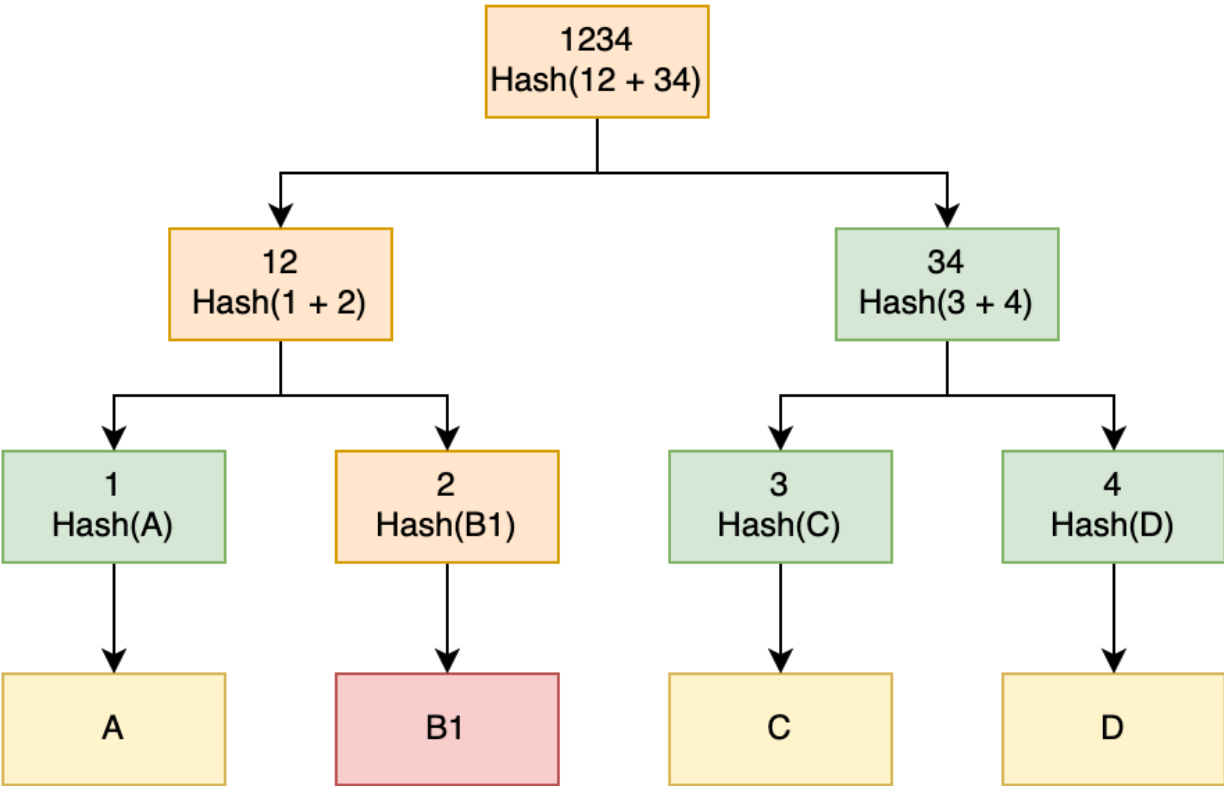 1234
Hash(12 + 34)
12
Hash(1 + 2)
34
Hash(3 + 4)
1
Hash(A)
2
Hash(B1)
3
Hash(C)
4
Hash(D)
A
B1
C
D